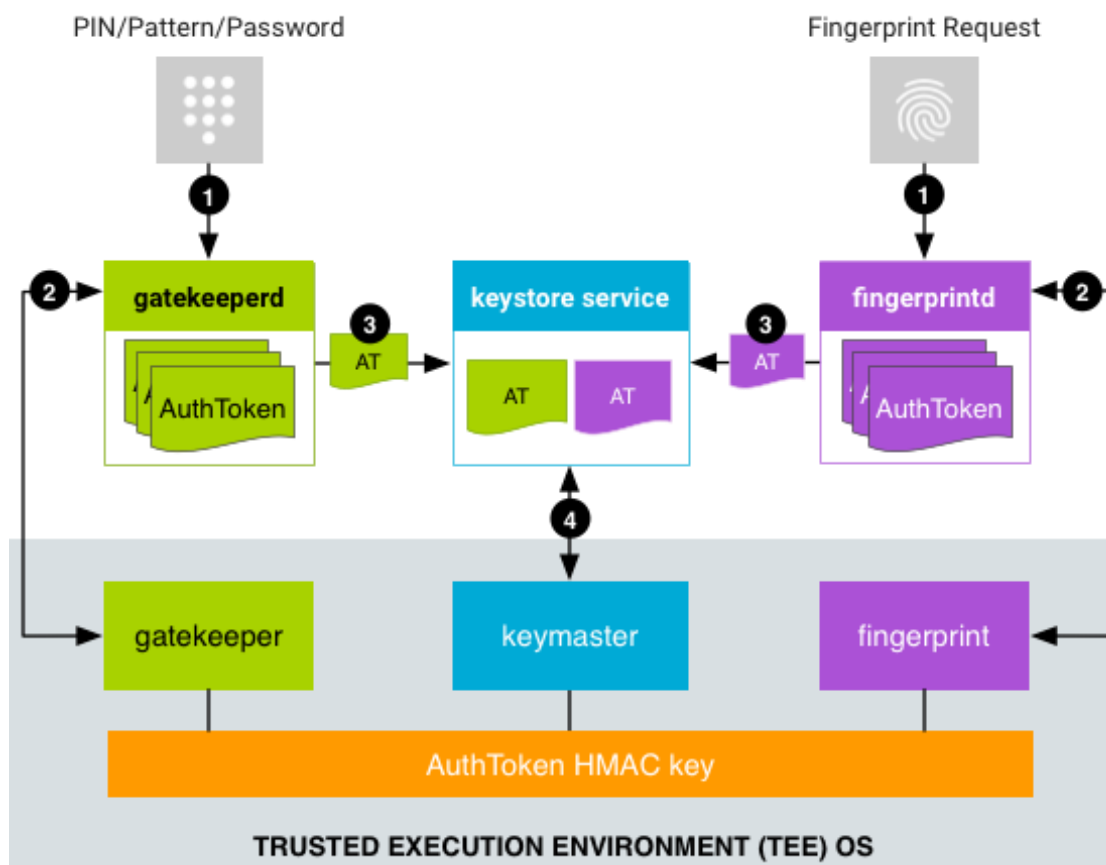 PIN/Pattern/Password
Fingerprint Request
1
1
2
gatekeeperd
keystore service
fingerprintd
2
3
3
AT
AT
A
A
AuthToken
AT
AT
A
A
AuthToken
4
gatekeeper
keymaster
fingerprint
AuthToken HMAC key
TRUSTED EXECUTION ENVIRONMENT (TEE) OS